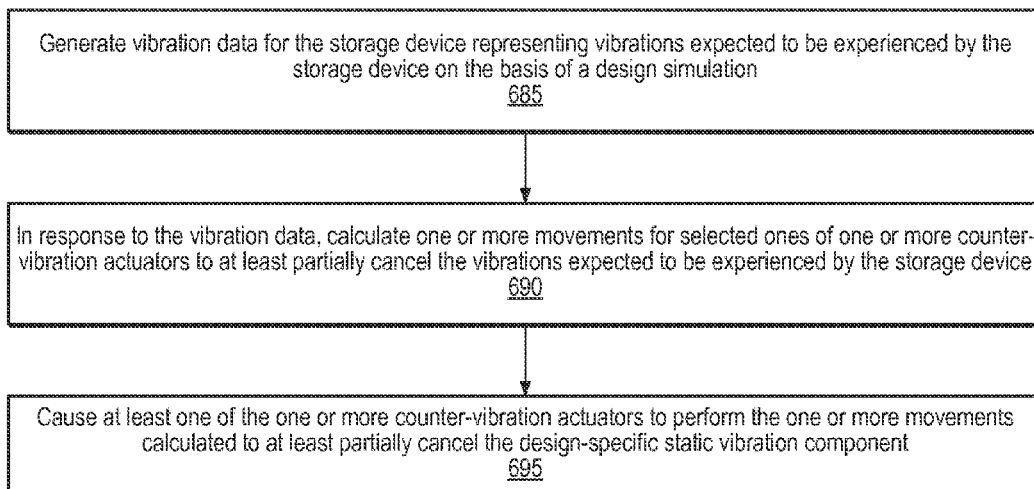 Generate vibration data for the storage device representing vibrations expected to be experienced by the
storage device on the basis of a design simulation
685
In response to the vibration data, calculate one or more movements for selected ones of one or more counter-
vibration actuators to at least partially cancel the vibrations expected to be experienced by the storage device
690
Cause at least one of the one or more counter-vibration actuators to perform the one or more movements
calculated to at least partially cancel the design-specific static vibration component
695